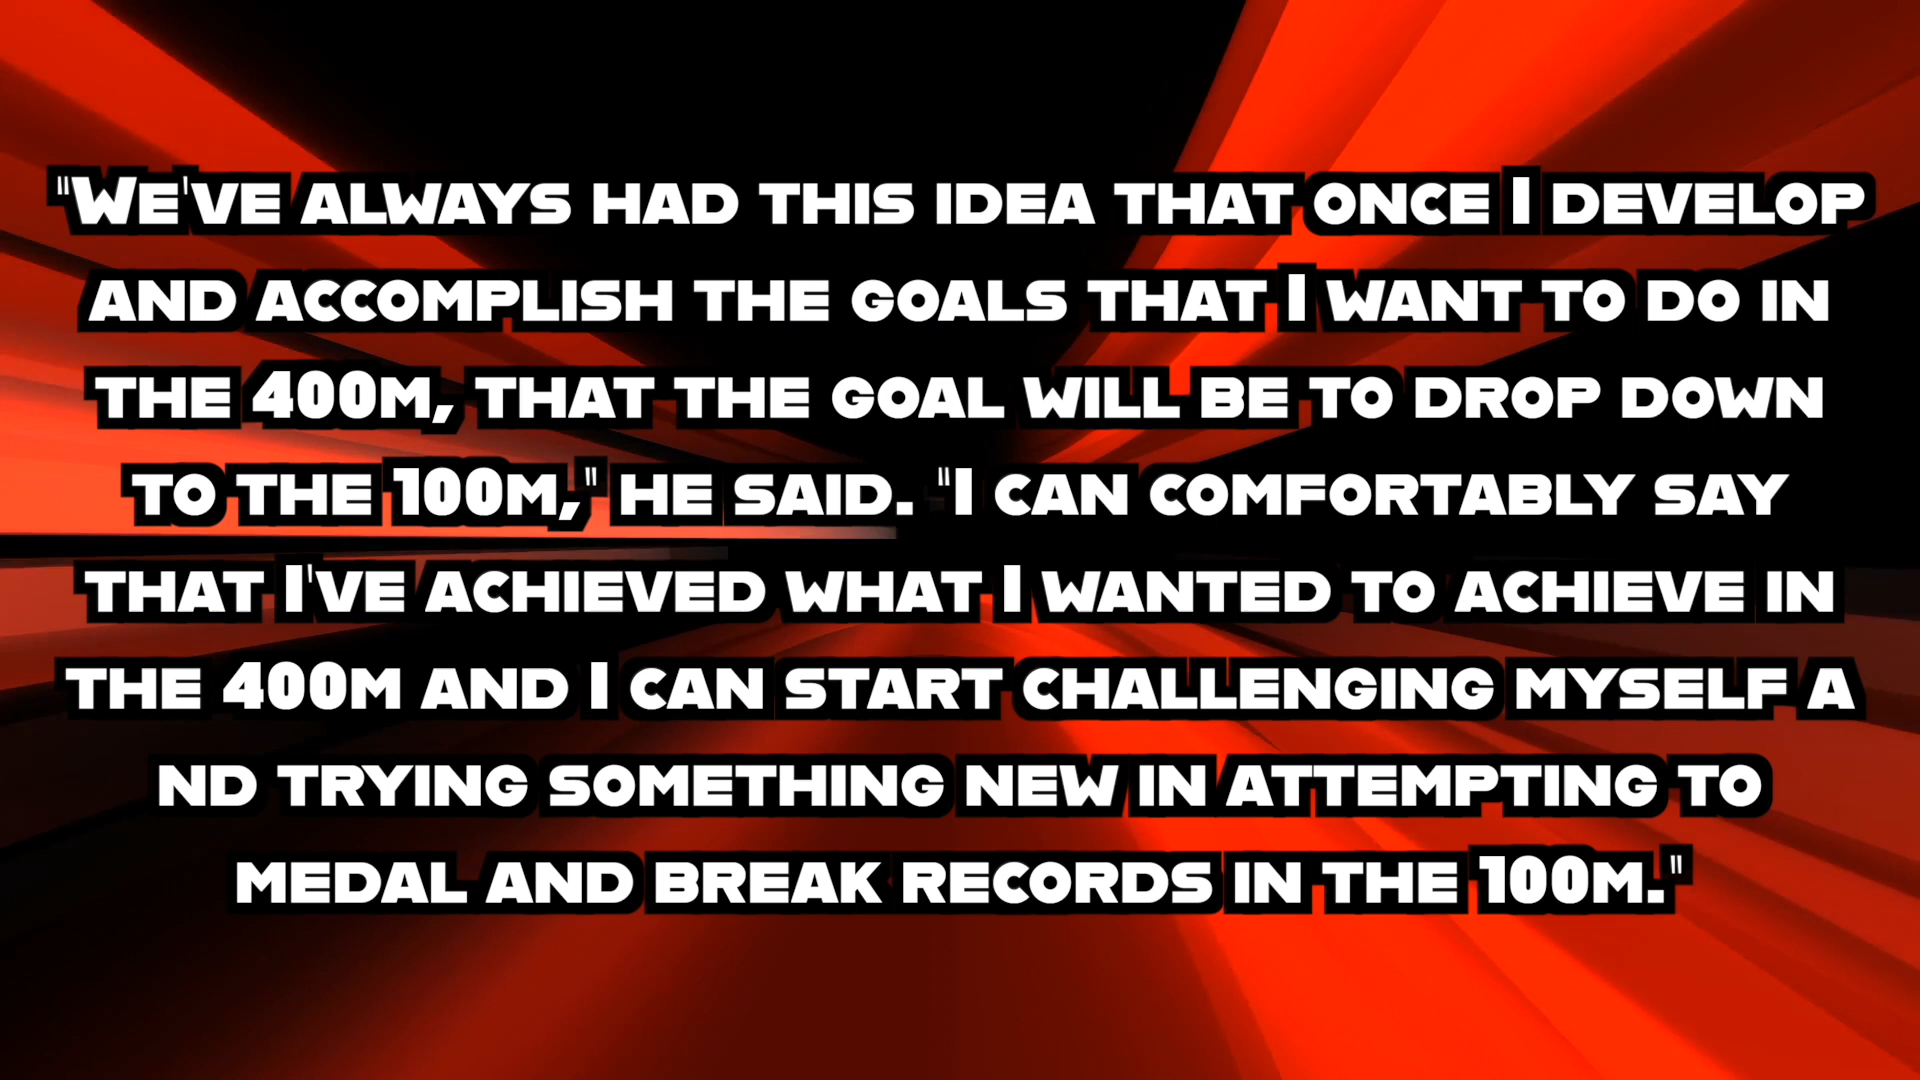 "We've always had this idea that once I develop
and accomplish the goals that I want to do in
the 400m, that the goal will be to drop down
to the 100m," he said. "I can comfortably say
that I've achieved what I wanted to achieve in
the 400m and I can start challenging myself a
nd trying something new in attempting to
medal and break records in the 100m."